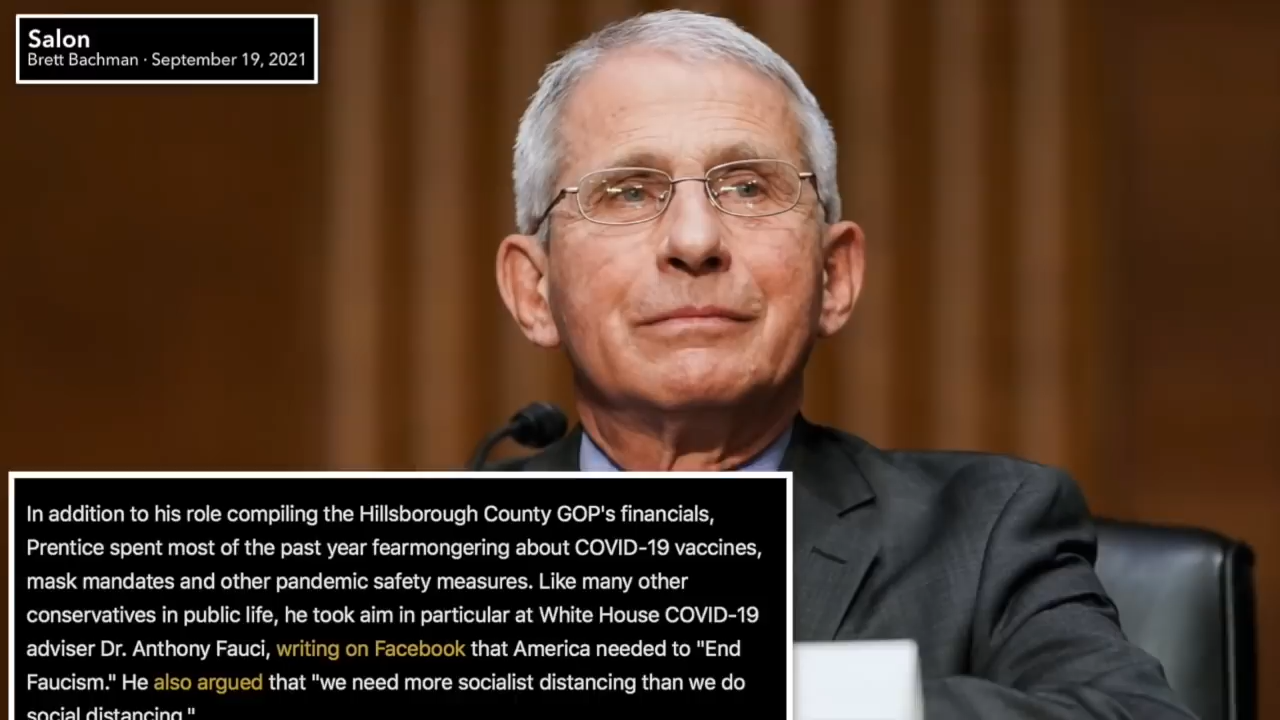 Salon
Brett Bachman · September 19, 2021
In addition to his role compiling the Hillsborough County GOP's financials,
Prentice spent most of the past year fearmongering about COVID-19 vaccines,
mask mandates and other pandemic safety measures. Like many other
conservatives in public life, he took aim in particular at White House COVID-19
adviser Dr. Anthony Fauci, writing on Facebook that America needed to "End
Faucism." He also argued that "we need more socialist distancing than we do
social distancing."